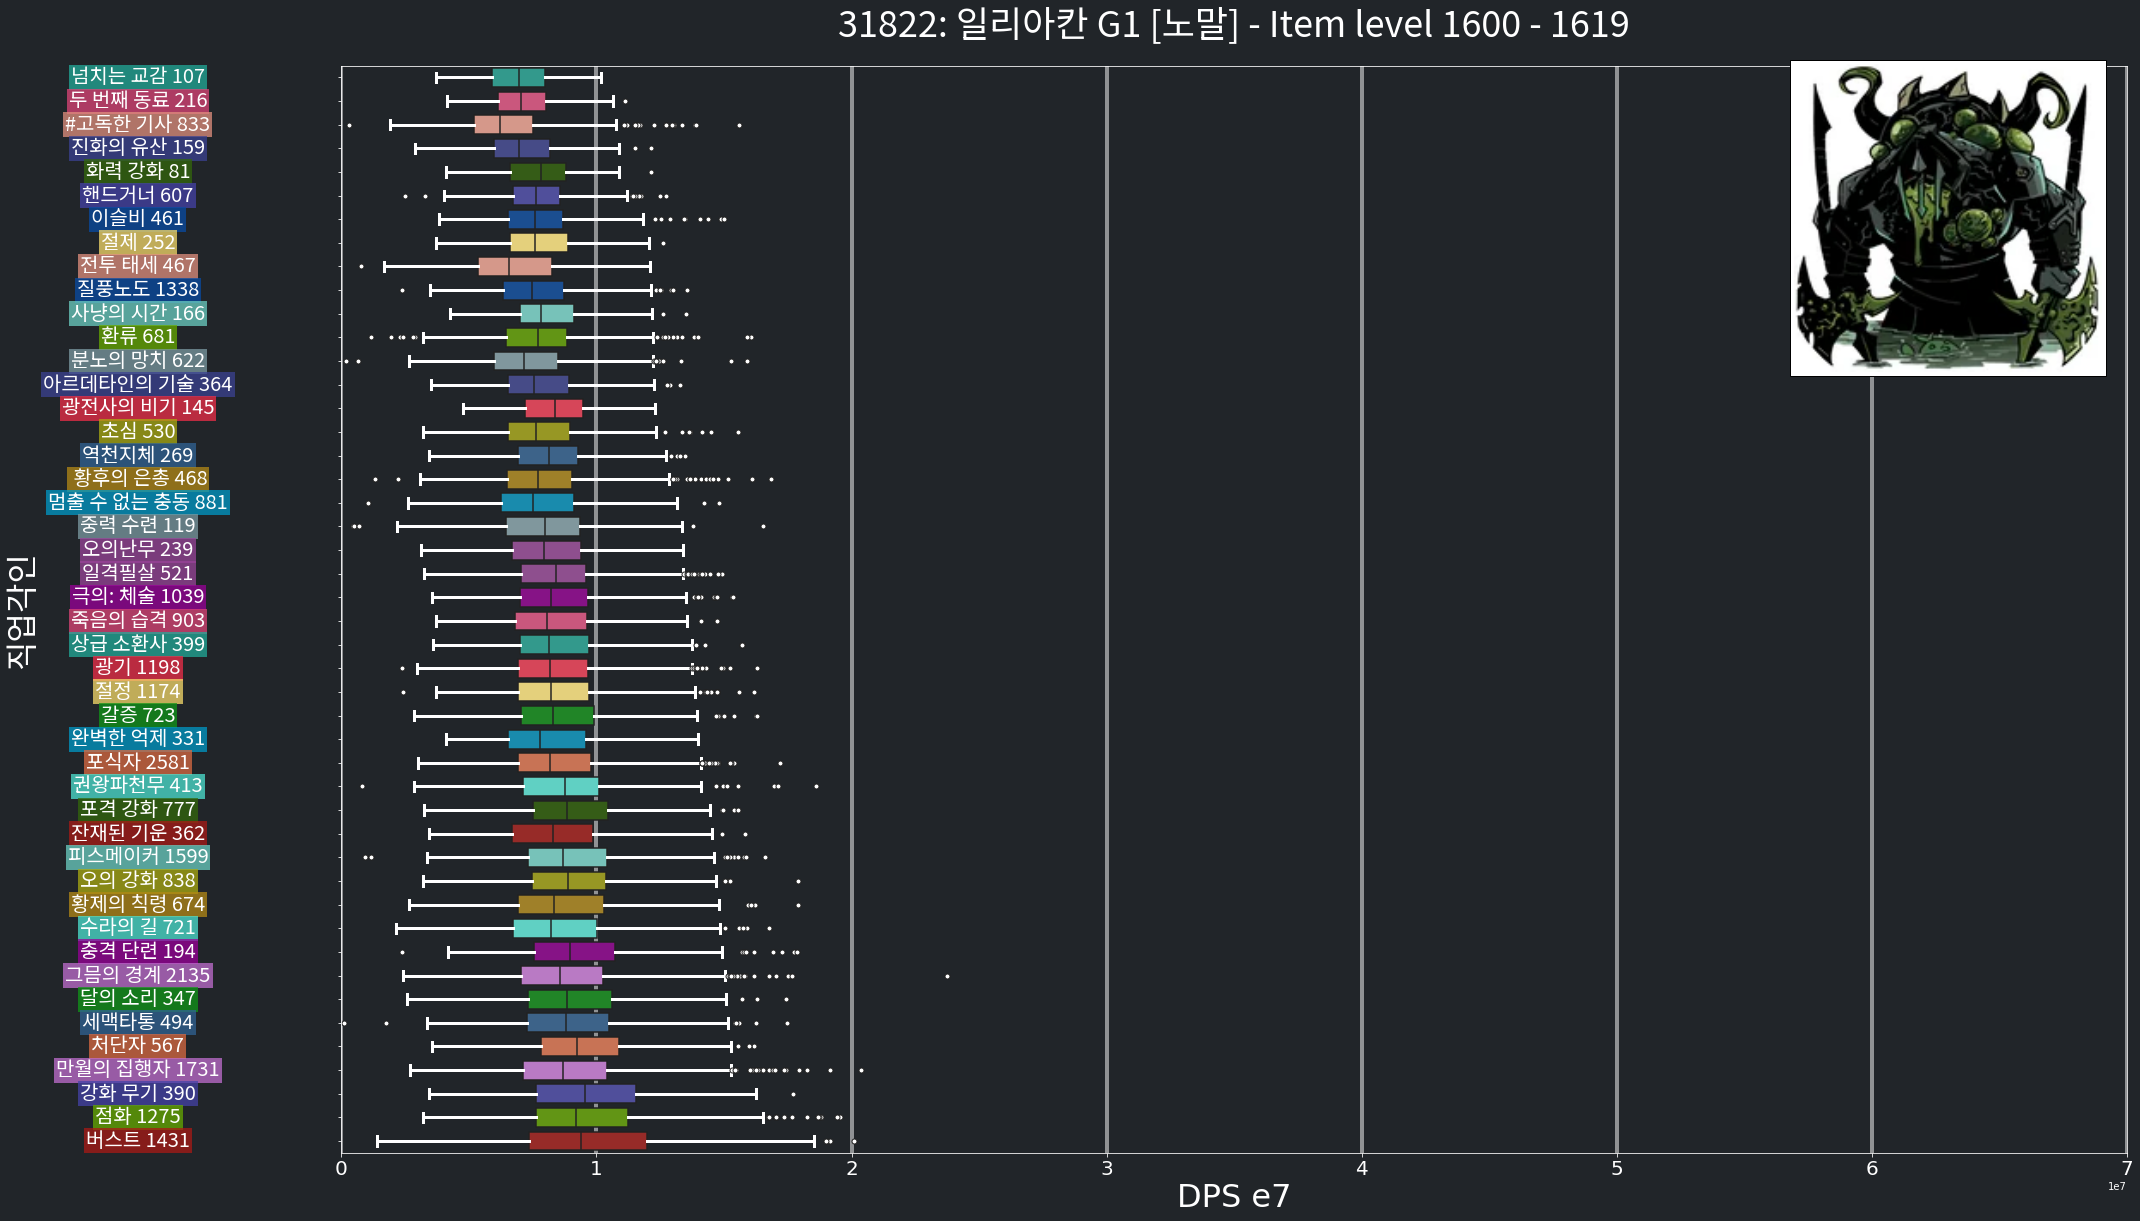 31822: 일리아칸 G1 [노말] - Item level 1600 - 1619
직업각인
넘치는 교감 107
두 번째 동료 216
#고독한 기사 833
진화의 유산 159
화력 강화 81
핸드거너 607
이슬비 461
절제 252
전투 태세 467
질풍노도 1338
사냥의 시간 166
환류 681
분노의 망치 622
아르데타인의 기술 364
광전사의 비기 145
초심 530
역천지체 269
황후의 은총 468
멈출 수 없는 충동 881
중력 수련 119
오의난무 239
일격필살 521
극의: 체술 1039
죽음의 습격 903
상급 소환사 399
광기 1198
절정 1174
갈증 723
완벽한 억제 331
포식자 2581
권왕파천무 413
포격 강화 777
잔재된 기운 362
피스메이커 1599
오의 강화 838
황제의 칙령 674
수라의 길 721
충격 단련 194
그믐의 경계 2135
달의 소리 347
세맥타통 494
처단자 567
만월의 집행자 1731
강화 무기 390
점화 1275
버스트 1431
0 1 2 3 4 5 6 7
1e7
DPS e7